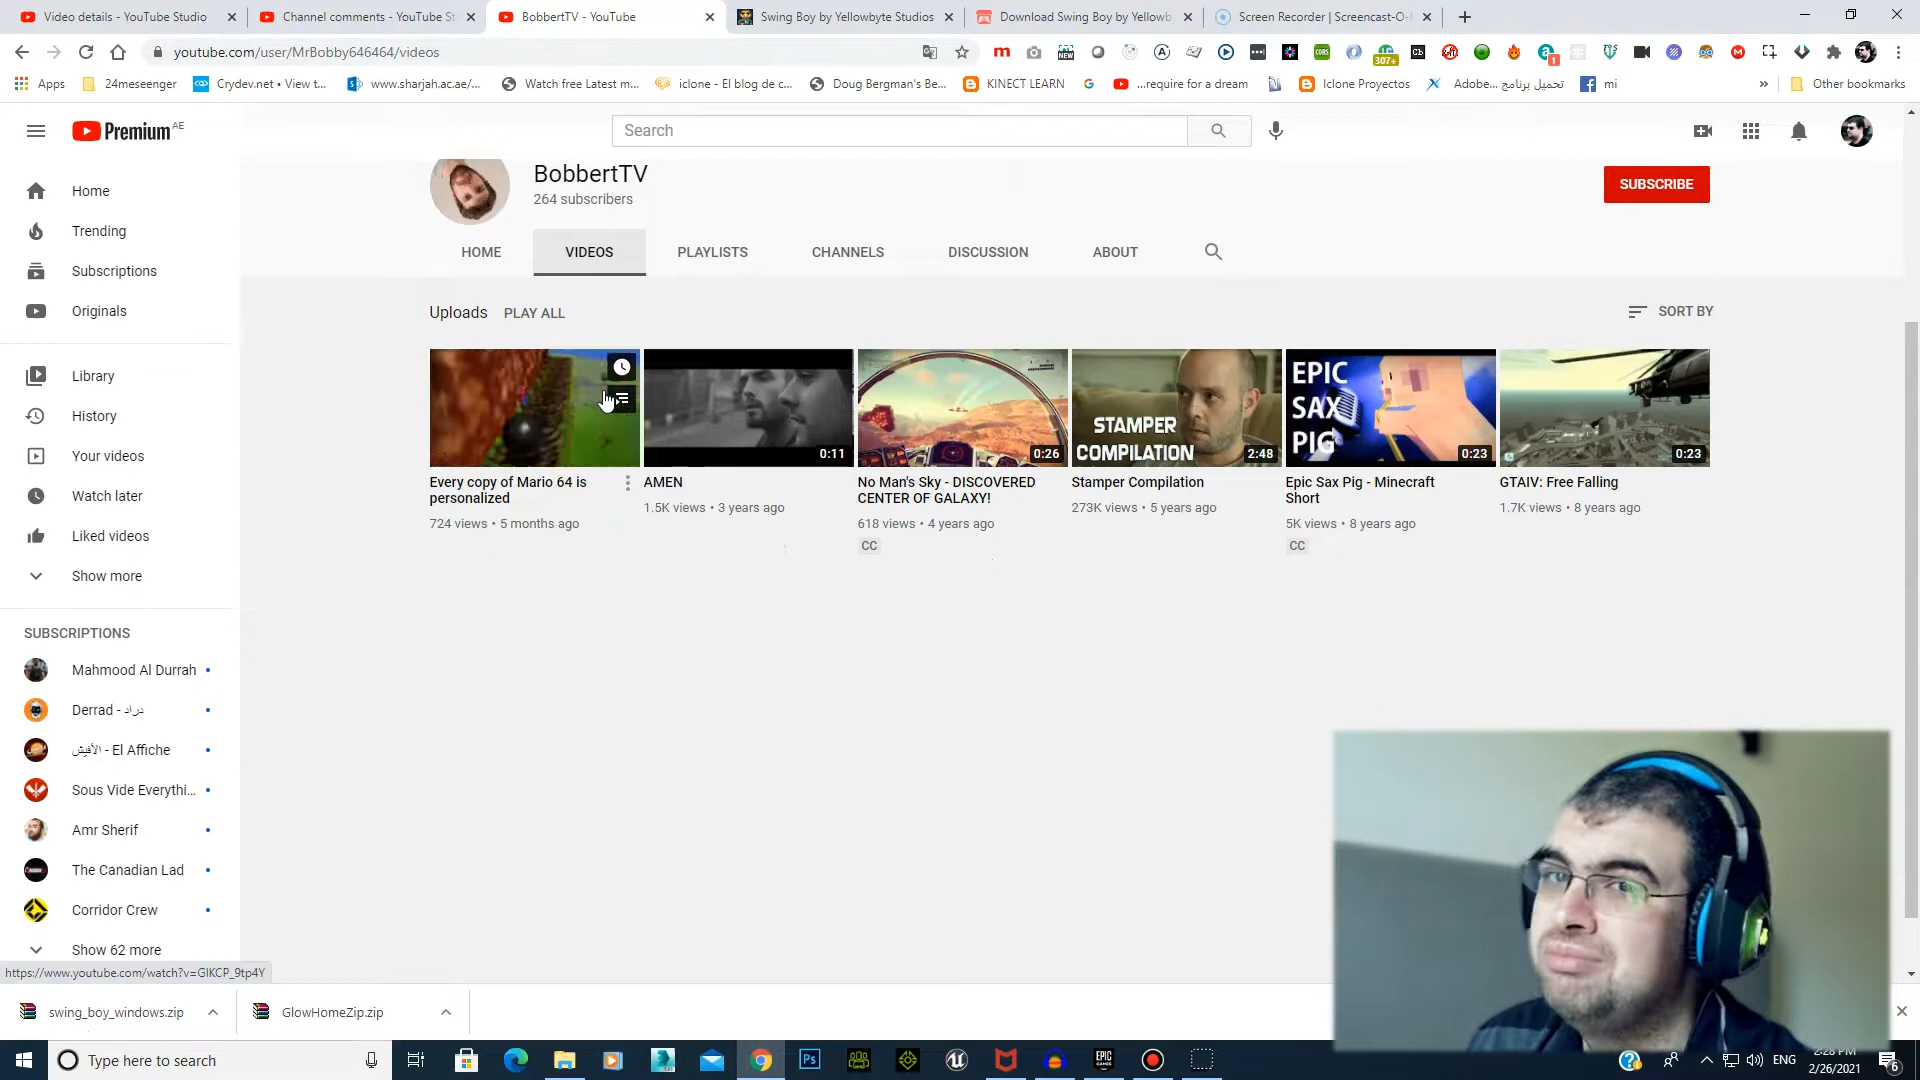 Video details - YouTube Studio
Channel comments - YouTube St
BobbertTV - YouTube
Swing Boy by Yellowbyte Studios
Download Swing Boy by Yellowb
Screen Recorder | Screencast-O-
youtube.com/user/MrBobby646464/videos
Apps
24meseenger
Crydev.net • View t...
www.sharjah.ac.ae/...
Watch free Latest m...
iclone - El blog de c...
Doug Bergman's Be...
KINECT LEARN
...require for a dream
Iclone Proyectos
Adobe... تحميل برنامج
mi
Other bookmarks
Premium AE
Search
BobbertTV
264 subscribers
SUBSCRIBE
HOME
VIDEOS
PLAYLISTS
CHANNELS
DISCUSSION
ABOUT
Home
Trending
Subscriptions
Originals
Library
History
Your videos
Watch later
Liked videos
Show more
SUBSCRIPTIONS
Mahmood Al Durrah
Derrad - دراد
الأفيش - El Affiche
Sous Vide Everythi...
Amr Sherif
The Canadian Lad
Corridor Crew
Show 62 more
Uploads
PLAY ALL
SORT BY
Every copy of Mario 64 is
personalized
724 views • 5 months ago
0:11
AMEN
1.5K views • 3 years ago
0:26
No Man's Sky - DISCOVERED
CENTER OF GALAXY!
618 views • 4 years ago
CC
STAMPER
COMPILATION
2:48
Stamper Compilation
273K views • 5 years ago
EPIC
SAX
PIG
0:23
Epic Sax Pig - Minecraft
Short
5K views • 8 years ago
CC
0:23
GTAIV: Free Falling
1.7K views • 8 years ago
https://www.youtube.com/watch?v=GlKCP_9tp4Y
swing_boy_windows.zip
GlowHomeZip.zip
Type here to search
ENG
2:28 PM
2/26/2021
6